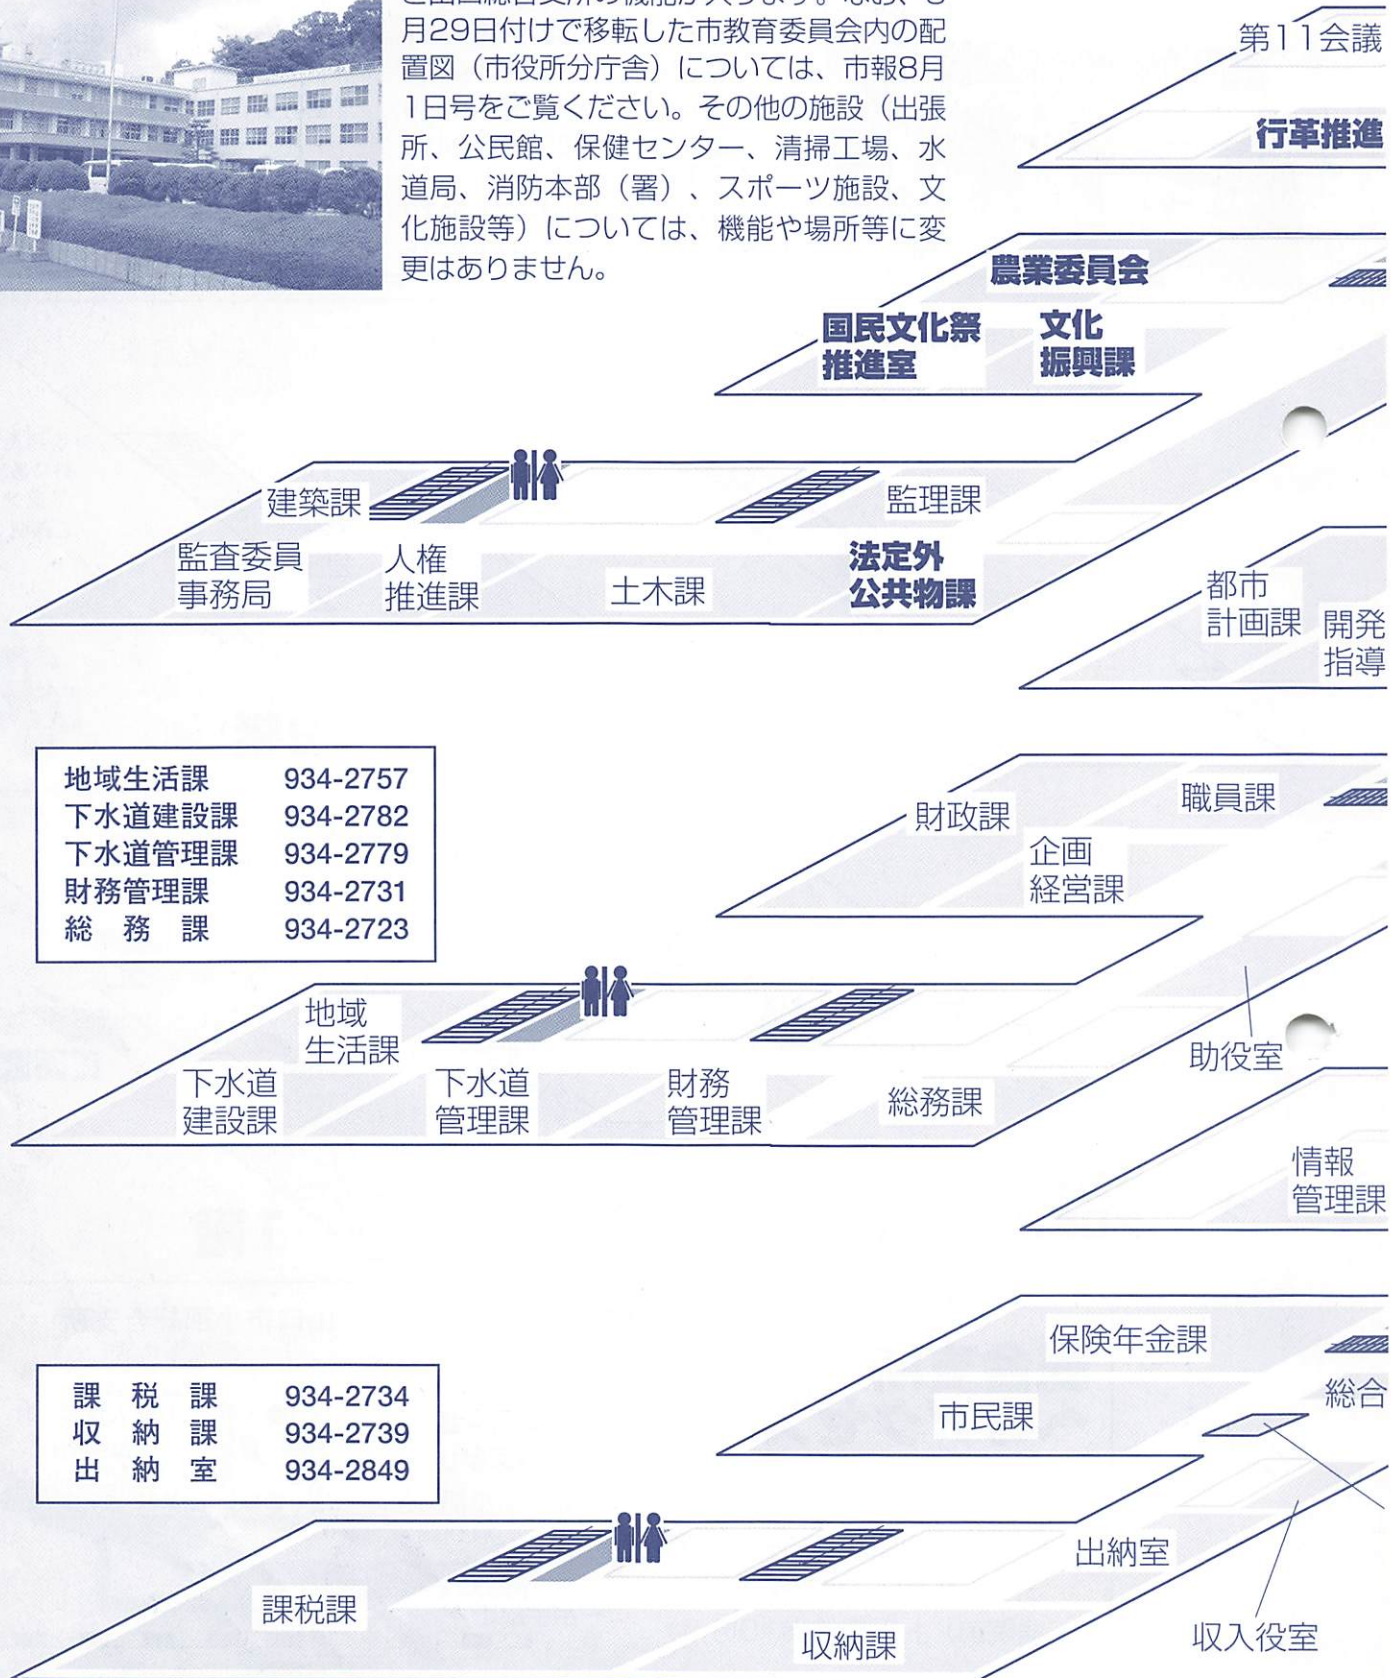 月29日付けで移転した市教育委員会内の配
置図（市役所分庁舎）については、市報8月
1日号をご覧ください。その他の施設（出張
所、公民館、保健センター、清掃工場、水
道局、消防本部（署）、スポーツ施設、文
化施設等）については、機能や場所等に変
更はありません。
第11会議
行革推進
農業委員会
国民文化祭
推進室
文化
振興課
建築課
監理課
監査委員
事務局
人権
推進課
土木課
法定外
公共物課
都市
計画課
開発
指導
地域生活課 934-2757
下水道建設課 934-2782
下水道管理課 934-2779
財務管理課 934-2731
総務課 934-2723
財政課
職員課
企画
経営課
地域
生活課
下水道
建設課
下水道
管理課
財務
管理課
総務課
助役室
情報
管理課
課税課 934-2734
収納課 934-2739
出納室 934-2849
保険年金課
総合
市民課
出納室
課税課
収納課
収入役室